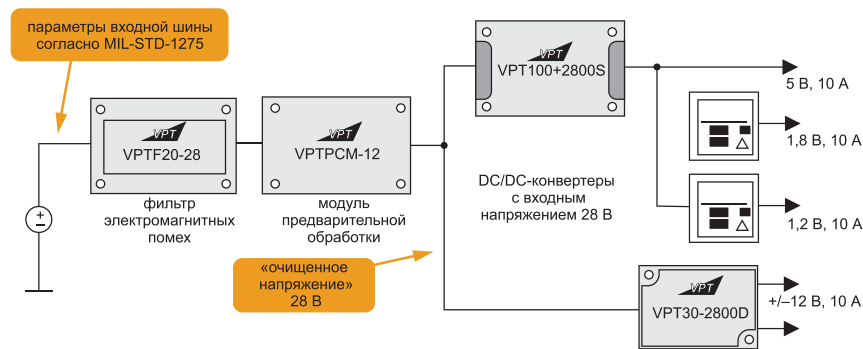 параметры входной шины
согласно MIL-STD-1275
VPT
VPTF20-28
фильтр
электромагнитных
помех
VPT
VPTPCM-12
модуль
предварительной
обработки
«очищенное
напряжение»
28 В
VPT
VPT100+2800S
DC/DC-конвертеры
с входным
напряжением 28 В
5 В, 10 А
1,8 В, 10 А
1,2 В, 10 А
VPT
VPT30-2800D
+/–12 В, 10 А